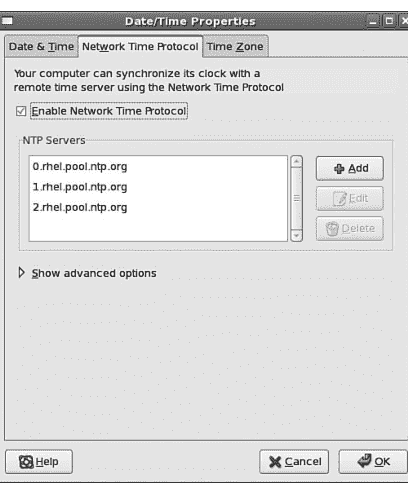 Date/Time Properties
Date & Time
Network Time Protocol
Time Zone
Your computer can synchronize its clock with a
remote time server using the Network Time Protocol
Enable Network Time Protocol
NTP Servers
0.rhel.pool.ntp.org
1.rhel.pool.ntp.org
2.rhel.pool.ntp.org
Add
Edit
Delete
Show advanced options
Help
Cancel
OK